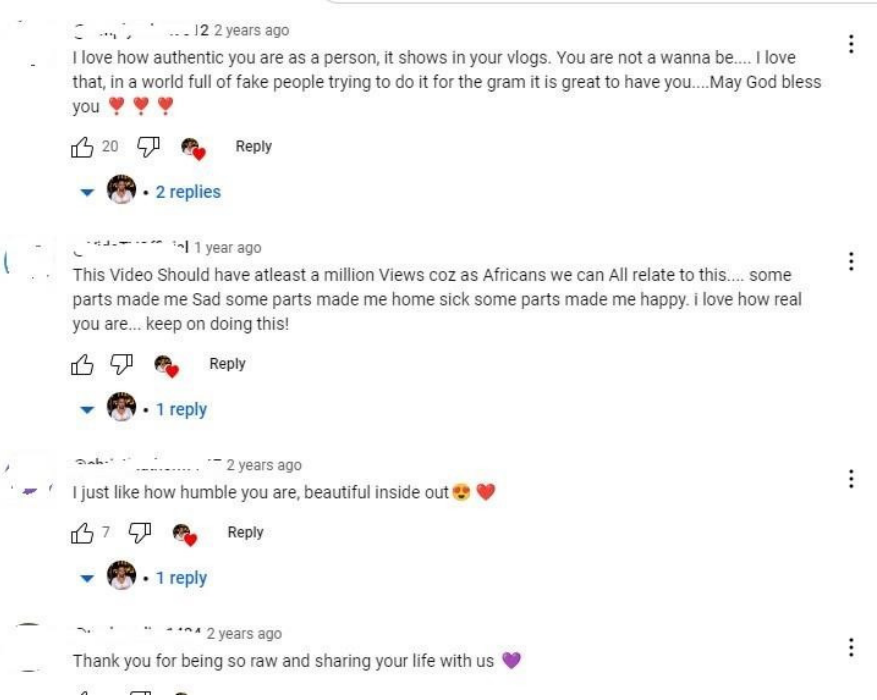 2 years ago
I love how authentic you are as a person, it shows in your vlogs. You are not a wanna be.... I love
that, in a world full of fake people trying to do it for the gram it is great to have you....May God bless
you ❣️ ❣️ ❣️
20 Reply
2 replies
1 year ago
This Video Should have atleast a million Views coz as Africans we can All relate to this.... some
parts made me Sad some parts made me home sick some parts made me happy. i love how real
you are... keep on doing this!
Reply
1 reply
2 years ago
I just like how humble you are, beautiful inside out 😍 ❤️
7 Reply
1 reply
2 years ago
Thank you for being so raw and sharing your life with us 💜